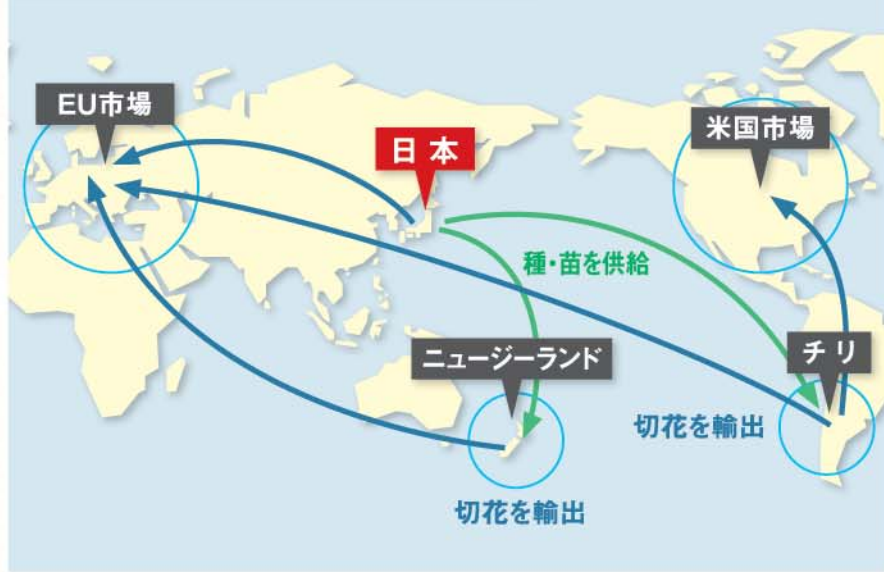 EU市場
日本
米国市場
種・苗を供給
ニュージーランド
チリ
切花を輸出
切花を輸出